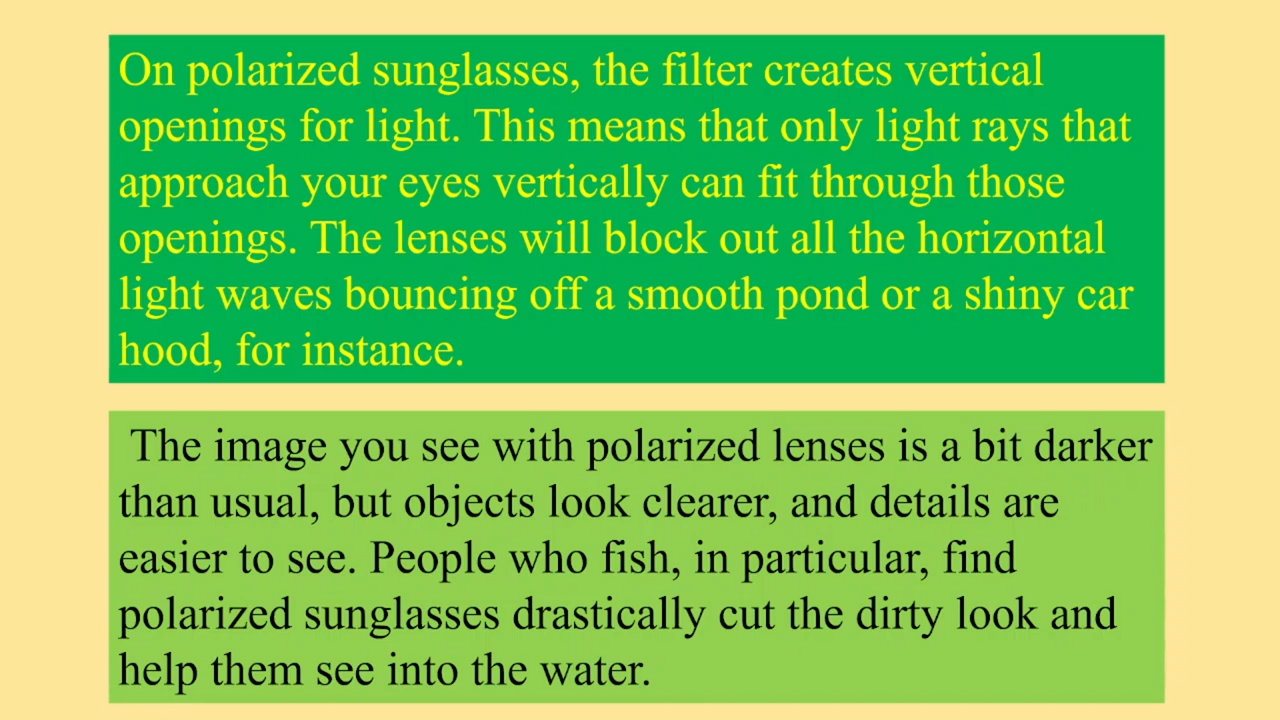 On polarized sunglasses, the filter creates vertical
openings for light. This means that only light rays that
approach your eyes vertically can fit through those
openings. The lenses will block out all the horizontal
light waves bouncing off a smooth pond or a shiny car
hood, for instance.
The image you see with polarized lenses is a bit darker
than usual, but objects look clearer, and details are
easier to see. People who fish, in particular, find
polarized sunglasses drastically cut the dirty look and
help them see into the water.